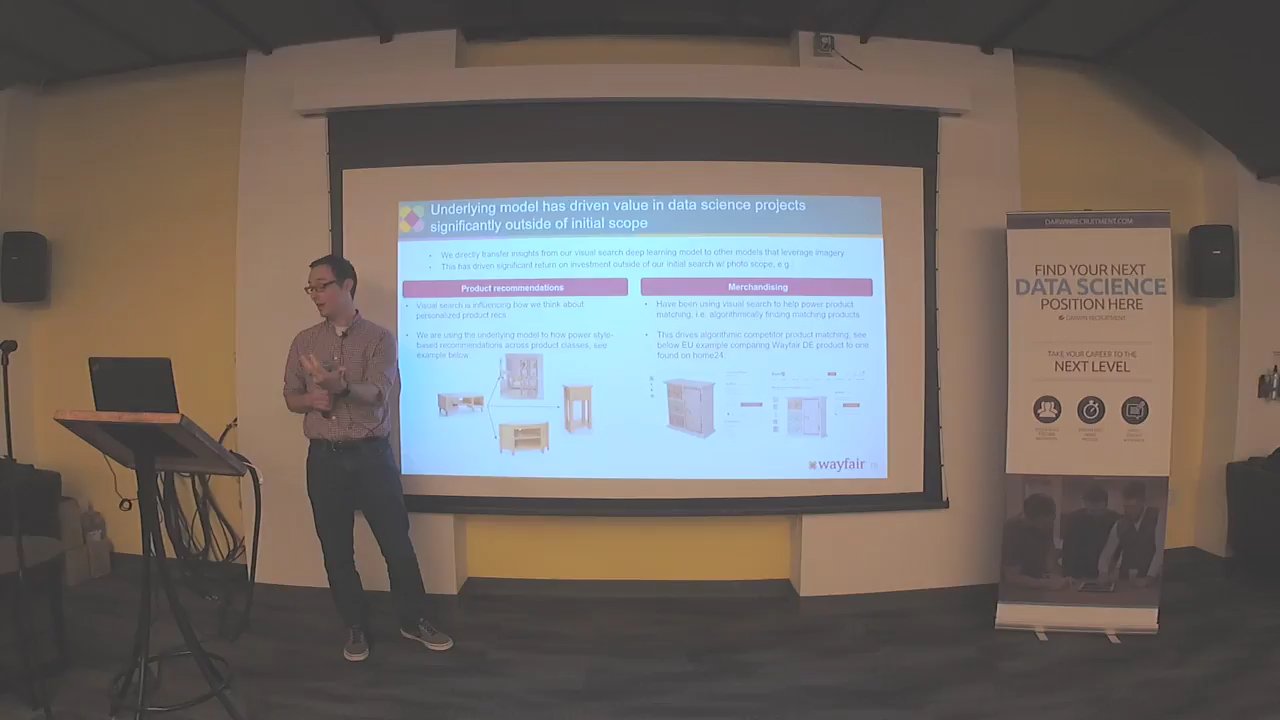 Underlying model has driven value in data science projects
significantly outside of initial scope
• We directly transfer insights from our visual search deep learning model to other models that leverage imagery
• This has driven significant return on investment outside of our initial search w/ photo scope, e.g.:
Product recommendations
• Visual search is influencing how we think about
personalized product recs
• We are using the underlying model to how power style-
based recommendations across product classes, see
example below
Merchandising
• Have been using visual search to help power product
matching, i.e. algorithmically finding matching products
• This drives algorithmic competitor product matching, see
below EU example comparing Wayfair DE product to one
found on home24
wayfair
DARWINRECRUITMENT.COM
FIND YOUR NEXT
DATA SCIENCE
POSITION HERE
DARWIN RECRUITMENT
TAKE YOUR CAREER TO THE
NEXT LEVEL